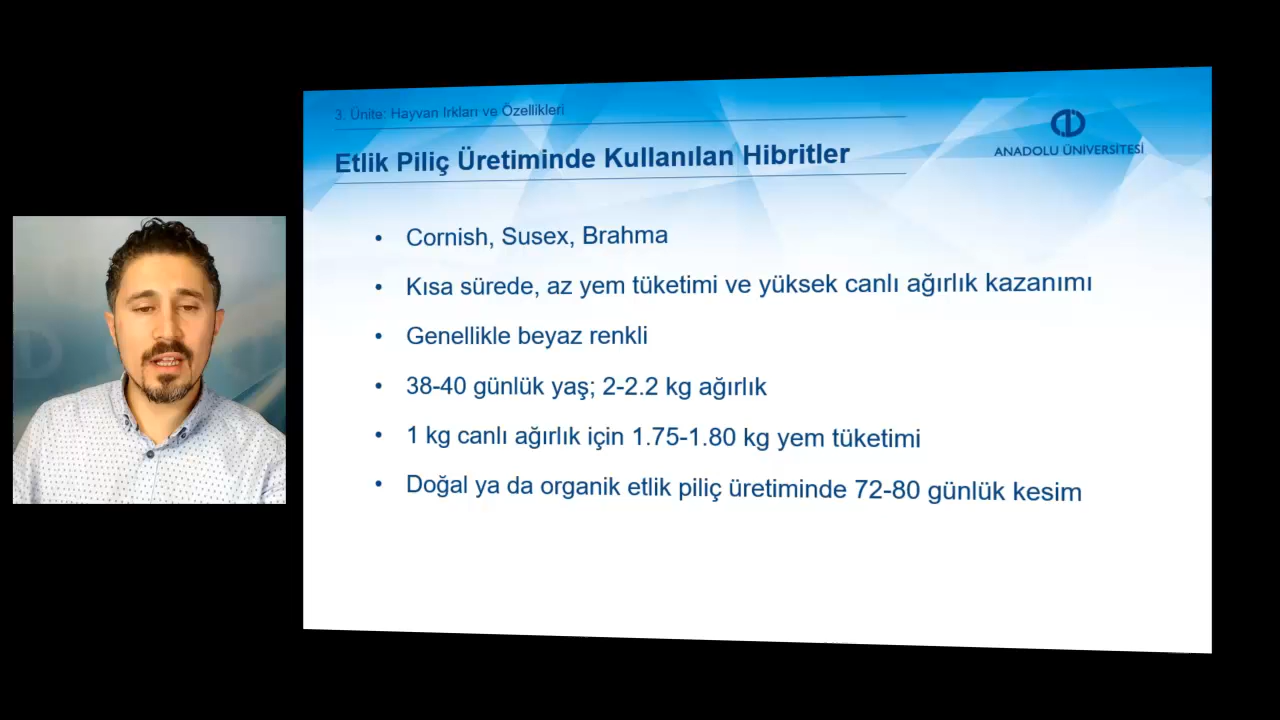 3. Ünite: Hayvan Irkları ve Özellikleri
Etlik Piliç Üretiminde Kullanılan Hibritler
ANADOLU ÜNİVERSİTESİ
• Cornish, Susex, Brahma
• Kısa sürede, az yem tüketimi ve yüksek canlı ağırlık kazanımı
• Genellikle beyaz renkli
• 38-40 günlük yaş; 2-2.2 kg ağırlık
• 1 kg canlı ağırlık için 1.75-1.80 kg yem tüketimi
• Doğal ya da organik etlik piliç üretiminde 72-80 günlük kesim